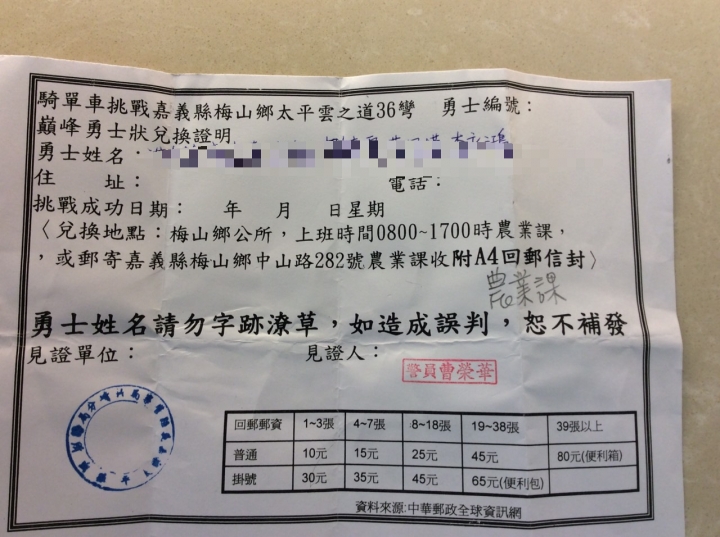 騎單車挑戰嘉義縣梅山鄉太平雲之道36彎 勇士編號：
巔峰勇士狀兌換證明
勇士姓名：
住 址： 電話：
挑戰成功日期： 年 月 日星期
〈兌換地點：梅山鄉公所，上班時間0800~1700時農業課，
，或郵寄嘉義縣梅山鄉中山路282號農業課收附A4回郵信封〉
農業課
勇士姓名請勿字跡潦草，如造成誤判，恕不補發
見證單位： 見證人：
警員曹榮華
回郵郵資 1~3張 4~7張 8~18張 19~38張 39張以上
普通 10元 15元 25元 45元 80元(便利箱)
掛號 30元 35元 45元 65元(便利包)
資料來源:中華郵政全球資訊網